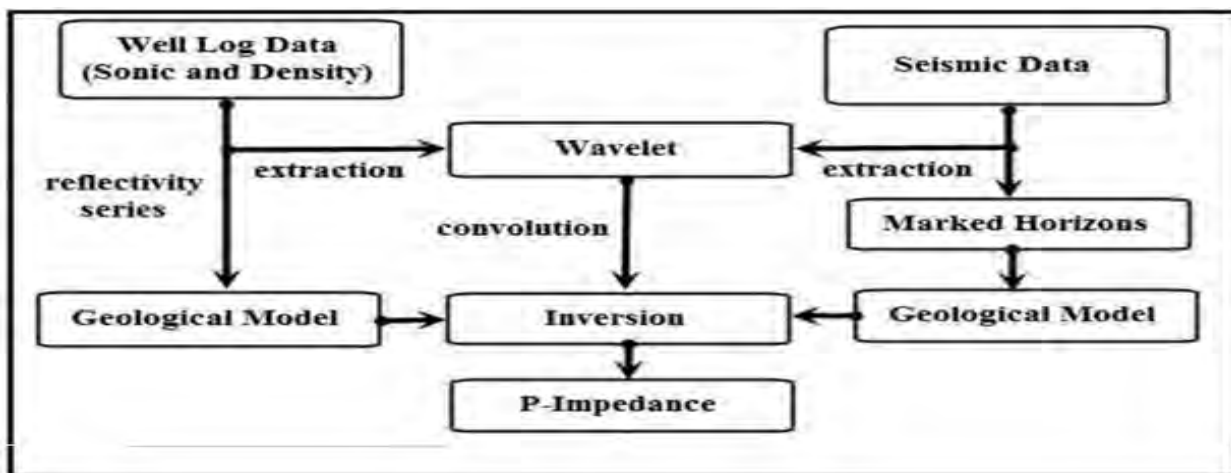 Well Log Data
(Sonic and Density)
Seismic Data
Wavelet
extraction
extraction
reflectivity
series
convolution
Marked Horizons
Geological Model
Inversion
Geological Model
P-Impedance